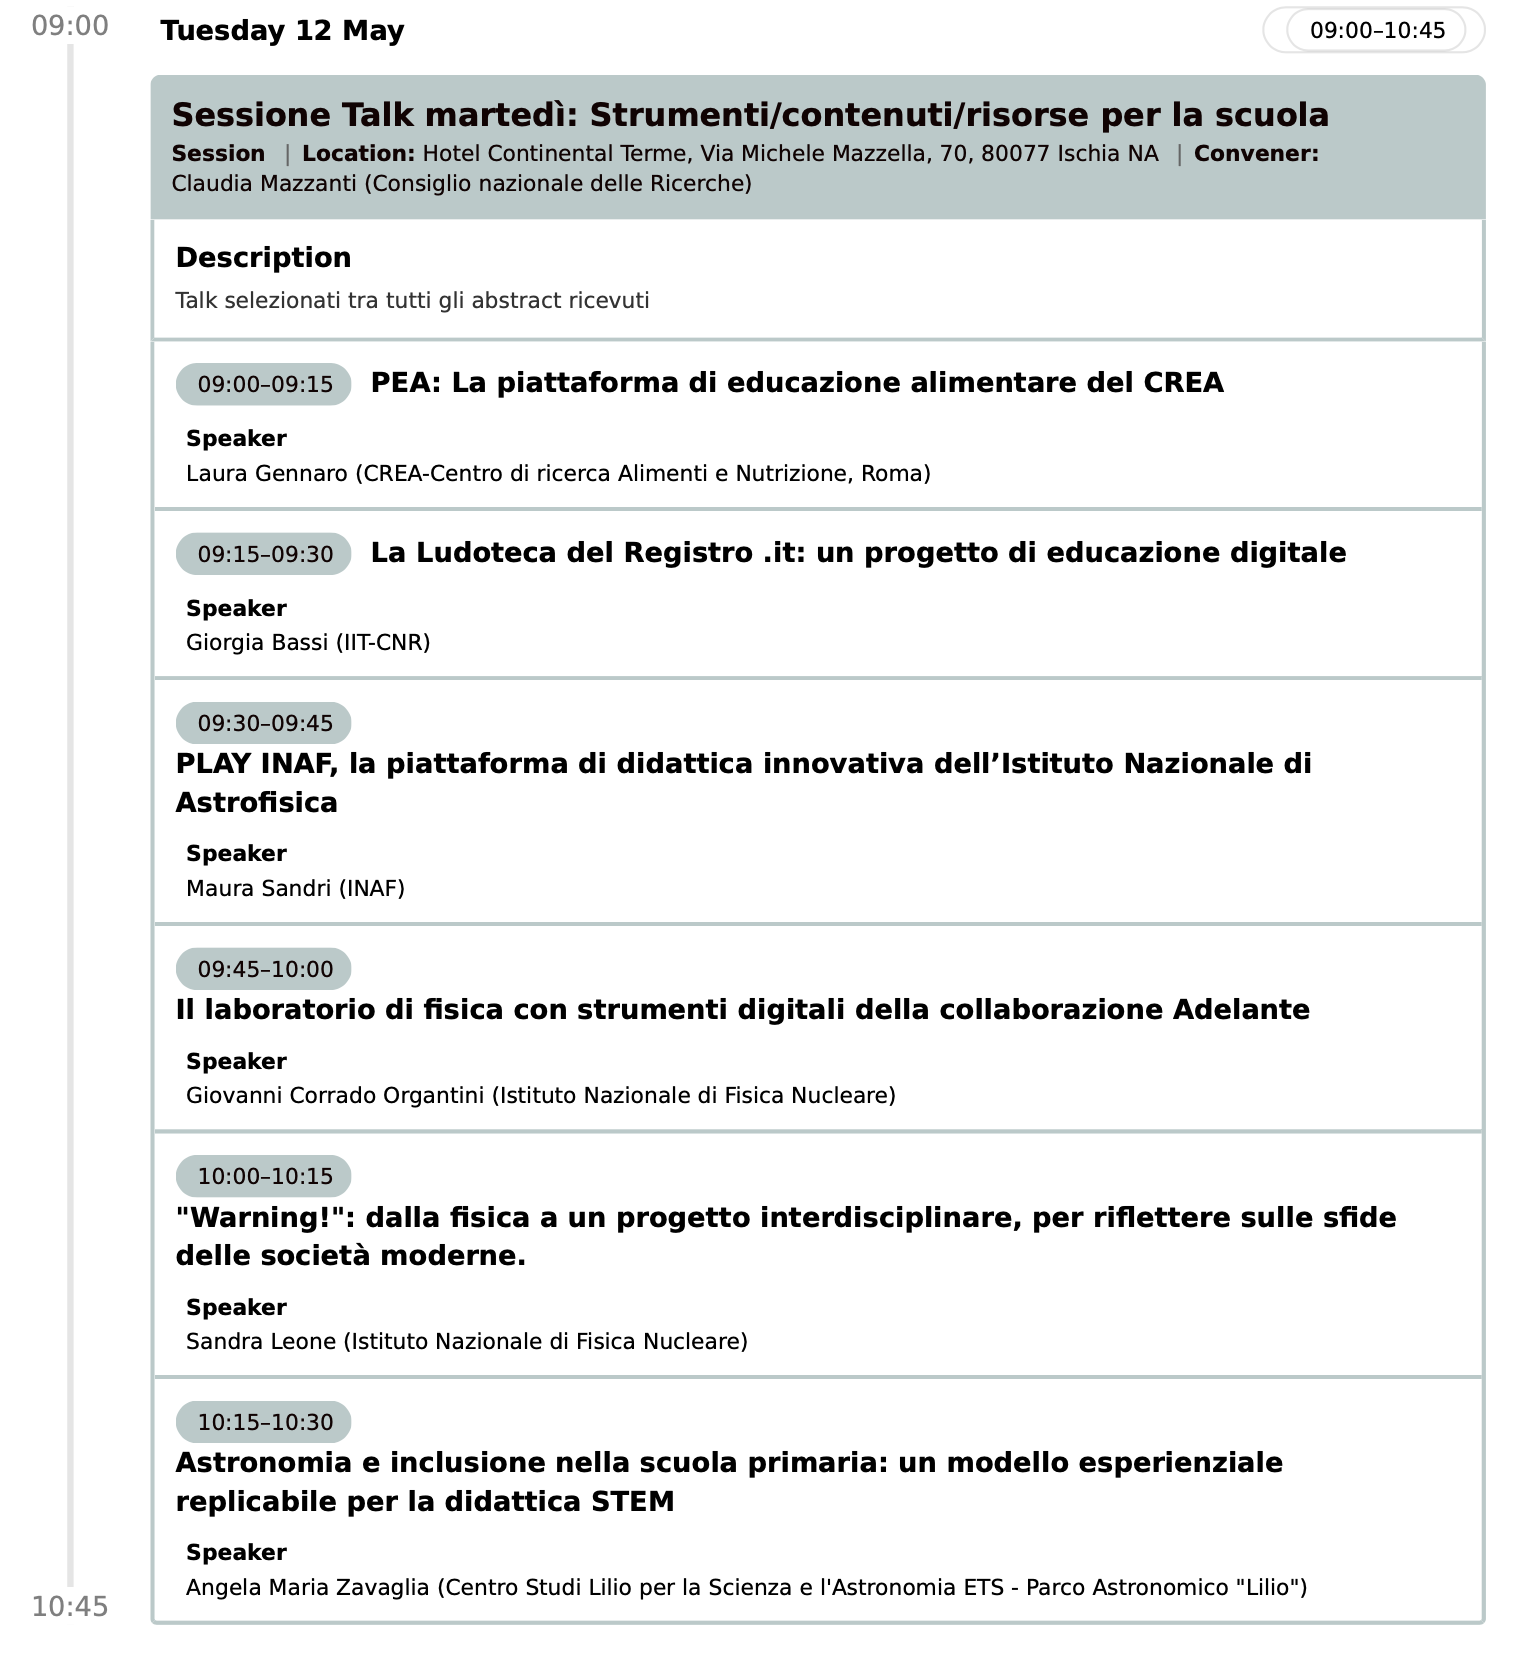 09:00
Tuesday 12 May
09:00–10:45
Sessione Talk martedì: Strumenti/contenuti/risorse per la scuola
Session | Location: Hotel Continental Terme, Via Michele Mazzella, 70, 80077 Ischia NA | Convener:
Claudia Mazzanti (Consiglio nazionale delle Ricerche)
Description
Talk selezionati tra tutti gli abstract ricevuti
09:00–09:15 PEA: La piattaforma di educazione alimentare del CREA
Speaker
Laura Gennaro (CREA-Centro di ricerca Alimenti e Nutrizione, Roma)
09:15–09:30 La Ludoteca del Registro .it: un progetto di educazione digitale
Speaker
Giorgia Bassi (IIT-CNR)
09:30–09:45
PLAY INAF, la piattaforma di didattica innovativa dell’Istituto Nazionale di
Astrofisica
Speaker
Maura Sandri (INAF)
09:45–10:00
Il laboratorio di fisica con strumenti digitali della collaborazione Adelante
Speaker
Giovanni Corrado Organtini (Istituto Nazionale di Fisica Nucleare)
10:00–10:15
"Warning!": dalla fisica a un progetto interdisciplinare, per riflettere sulle sfide
delle società moderne.
Speaker
Sandra Leone (Istituto Nazionale di Fisica Nucleare)
10:15–10:30
Astronomia e inclusione nella scuola primaria: un modello esperienziale
replicabile per la didattica STEM
Speaker
Angela Maria Zavaglia (Centro Studi Lilio per la Scienza e l'Astronomia ETS - Parco Astronomico "Lilio")
10:45